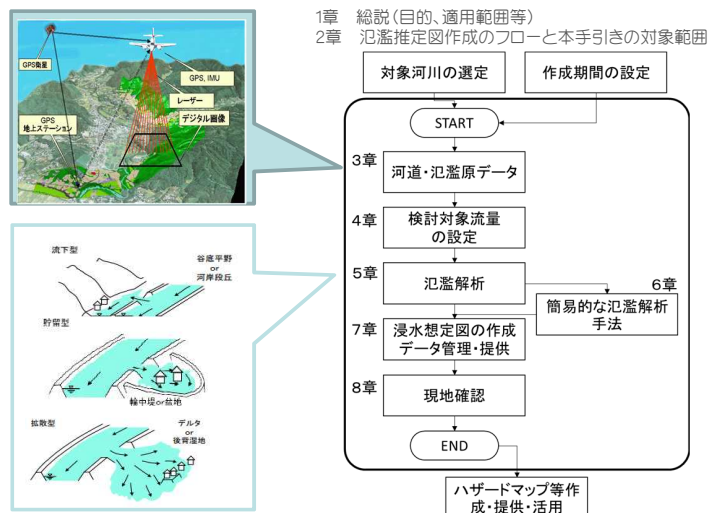 1章 総説(目的、適用範囲等)
2章 氾濫推定図作成のフローと本手引きの対象範囲
GPS衛星
GPS, IMU
レーザー
デジタル画像
GPS
地上ステーション
対象河川の選定
作成期間の設定
START
3章
河道・氾濫原データ
4章
検討対象流量
の設定
5章
氾濫解析
6章
簡易的な氾濫解析
手法
7章
浸水想定図の作成
データ管理・提供
8章
現地確認
END
ハザードマップ等作
成・提供・活用
流下型
谷底平野
or
河岸段丘
貯留型
輪中堤or盆地
拡散型
デルタ
or
後背湿地